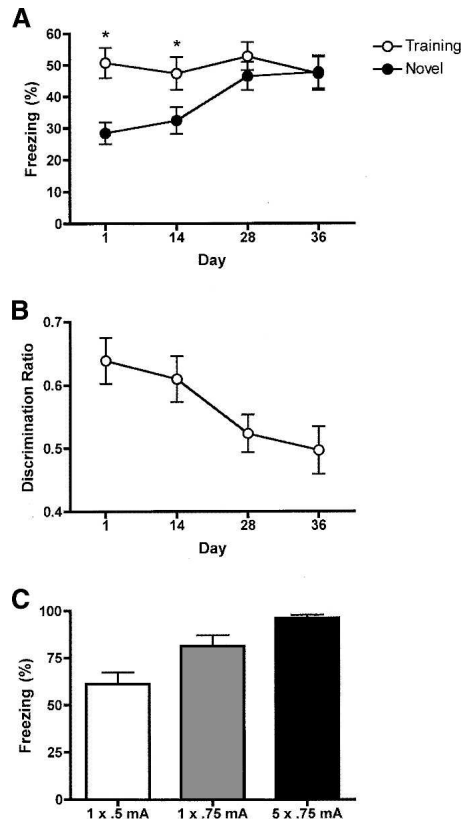 A
60
50
40
30
20
10
0
Freezing (%)
*
*
Training
Novel
1 14 28 36
Day
B
0.7
0.6
0.5
0.4
Discrimination Ratio
1 14 28 36
Day
C
100
75
50
25
0
Freezing (%)
1 x .5 mA 1 x .75 mA 5 x .75 mA